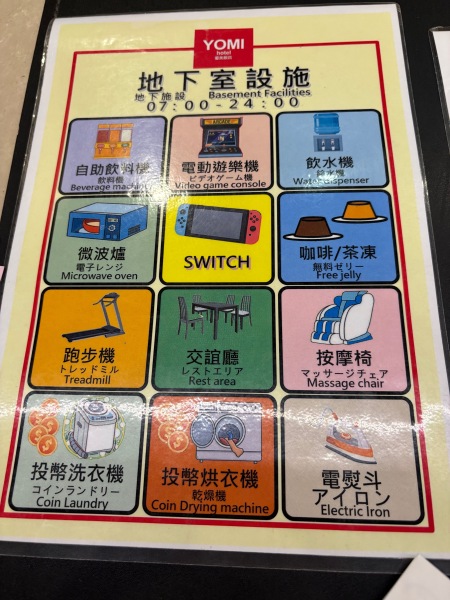 YOMI
hotel
地下室設施
地下施設 Basement Facilities
07:00-24:00
自助飲料機
飲料機
Beverage machine
電動遊樂機
ビデオゲーム機
Video game console
飲水機
Water dispenser
微波爐
電子レンジ
Microwave oven
SWITCH
咖啡/茶凍
無料ゼリー
Free jelly
跑步機
トレッドミル
Treadmill
交誼廳
レストエリア
Rest area
按摩椅
マッサージチェア
Massage chair
投幣洗衣機
コインランドリー
Coin Laundry
投幣烘衣機
乾燥機
Coin Drying machine
電熨斗
アイロン
Electric Iron